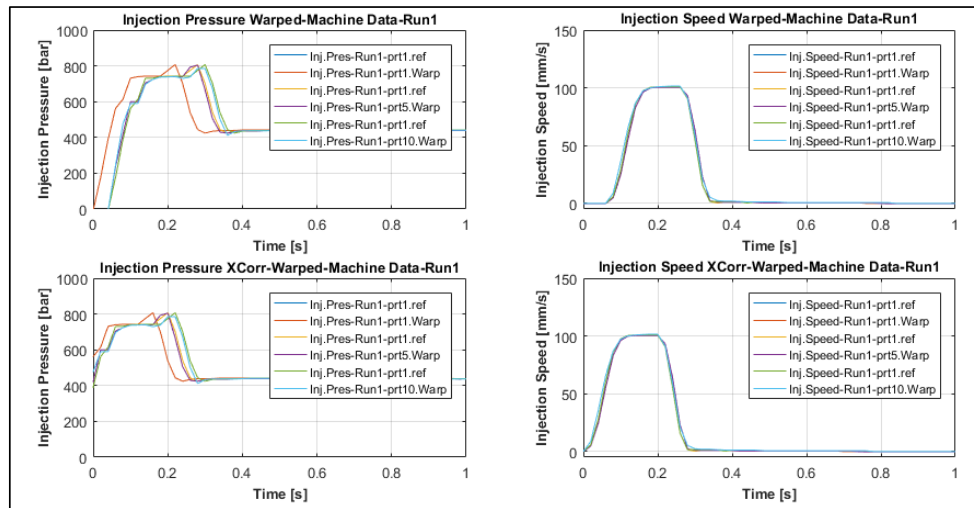 Injection Pressure Warped-Machine Data-Run1
1000
800
600
400
200
0
Injection Pressure [bar]
Inj.Pres-Run1-prt1.ref
Inj.Pres-Run1-prt1.Warp
Inj.Pres-Run1-prt1.ref
Inj.Pres-Run1-prt5.Warp
Inj.Pres-Run1-prt1.ref
Inj.Pres-Run1-prt10.Warp
0 0.2 0.4 0.6 0.8 1
Time [s]
Injection Speed Warped-Machine Data-Run1
150
100
50
0
Injection Speed [mm/s]
Inj.Speed-Run1-prt1.ref
Inj.Speed-Run1-prt1.Warp
Inj.Speed-Run1-prt1.ref
Inj.Speed-Run1-prt5.Warp
Inj.Speed-Run1-prt1.ref
Inj.Speed-Run1-prt10.Warp
0 0.2 0.4 0.6 0.8 1
Time [s]
Injection Pressure XCorr-Warped-Machine Data-Run1
1000
800
600
400
200
0
Injection Pressure [bar]
Inj.Pres-Run1-prt1.ref
Inj.Pres-Run1-prt1.Warp
Inj.Pres-Run1-prt1.ref
Inj.Pres-Run1-prt5.Warp
Inj.Pres-Run1-prt1.ref
Inj.Pres-Run1-prt10.Warp
0 0.2 0.4 0.6 0.8 1
Time [s]
Injection Speed XCorr-Warped-Machine Data-Run1
150
100
50
0
Injection Speed [mm/s]
Inj.Speed-Run1-prt1.ref
Inj.Speed-Run1-prt1.Warp
Inj.Speed-Run1-prt1.ref
Inj.Speed-Run1-prt5.Warp
Inj.Speed-Run1-prt1.ref
Inj.Speed-Run1-prt10.Warp
0 0.2 0.4 0.6 0.8 1
Time [s]